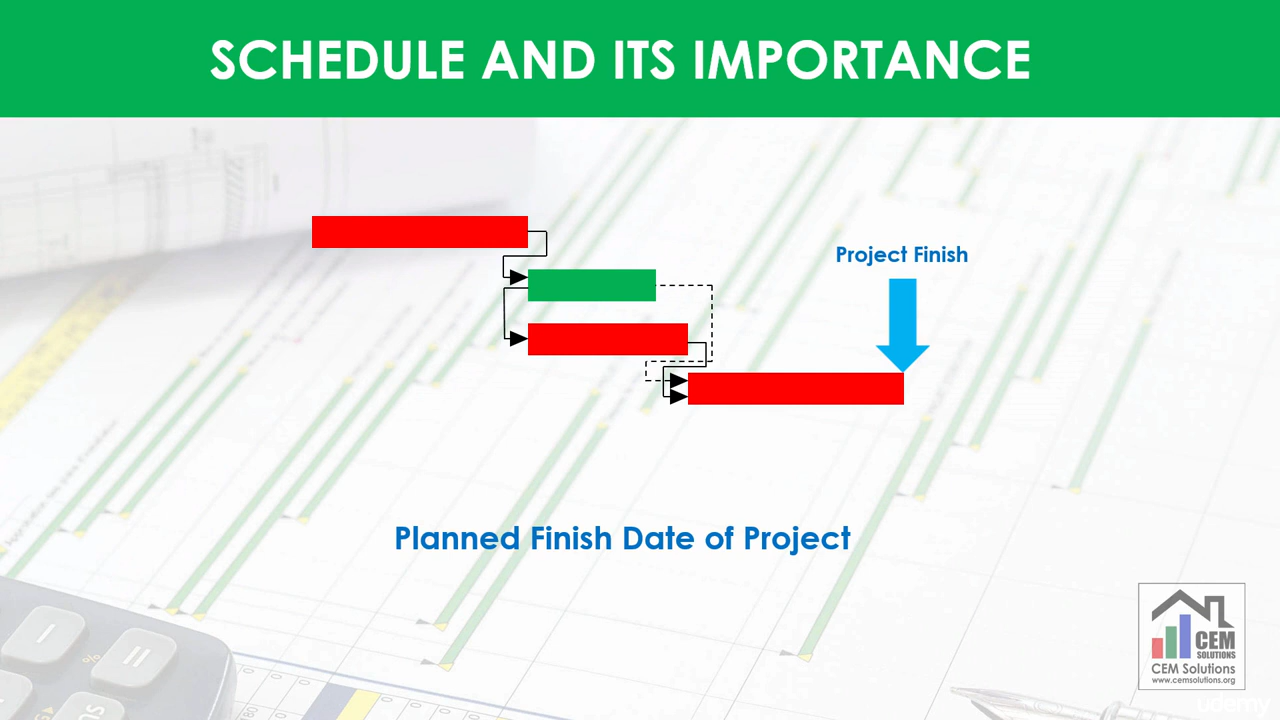 SCHEDULE AND ITS IMPORTANCE
Project Finish
Planned Finish Date of Project
CEM
SOLUTIONS
CEM Solutions
www.cemsolutions.org
udemy